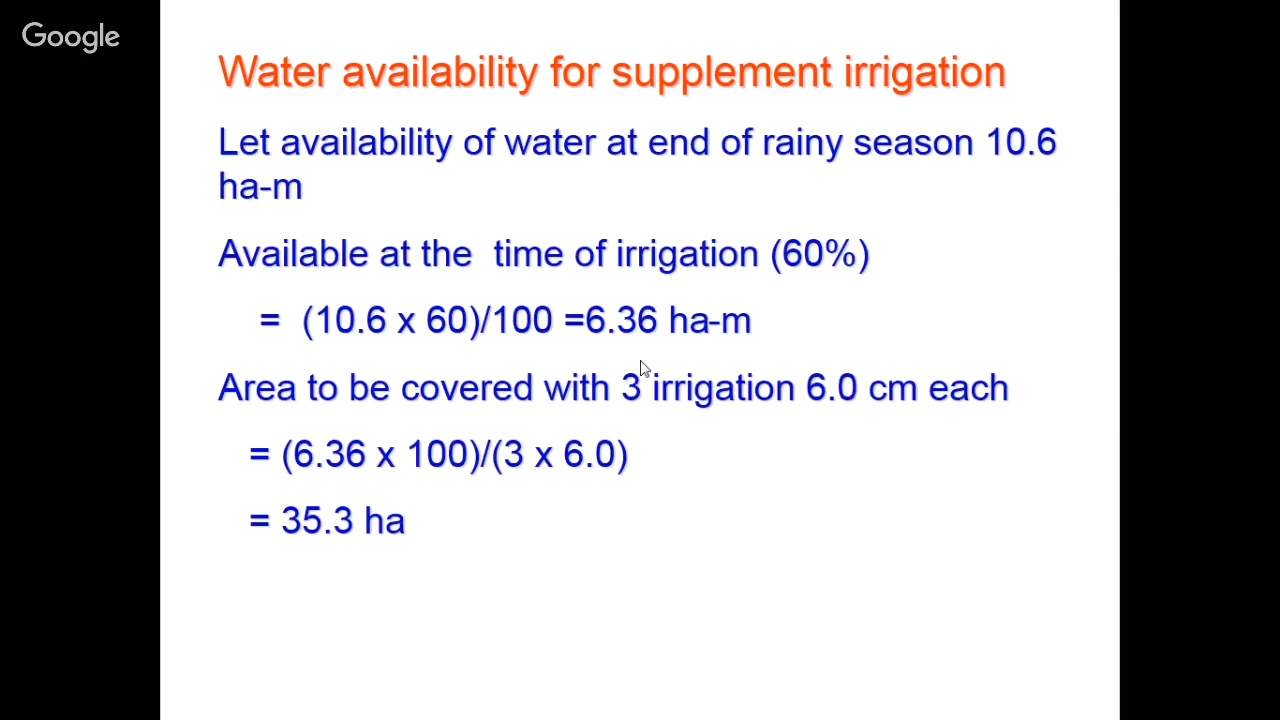 Google
Water availability for supplement irrigation
Let availability of water at end of rainy season 10.6
ha-m
Available at the time of irrigation (60%)
= (10.6 x 60)/100 =6.36 ha-m
Area to be covered with 3 irrigation 6.0 cm each
= (6.36 x 100)/(3 x 6.0)
= 35.3 ha